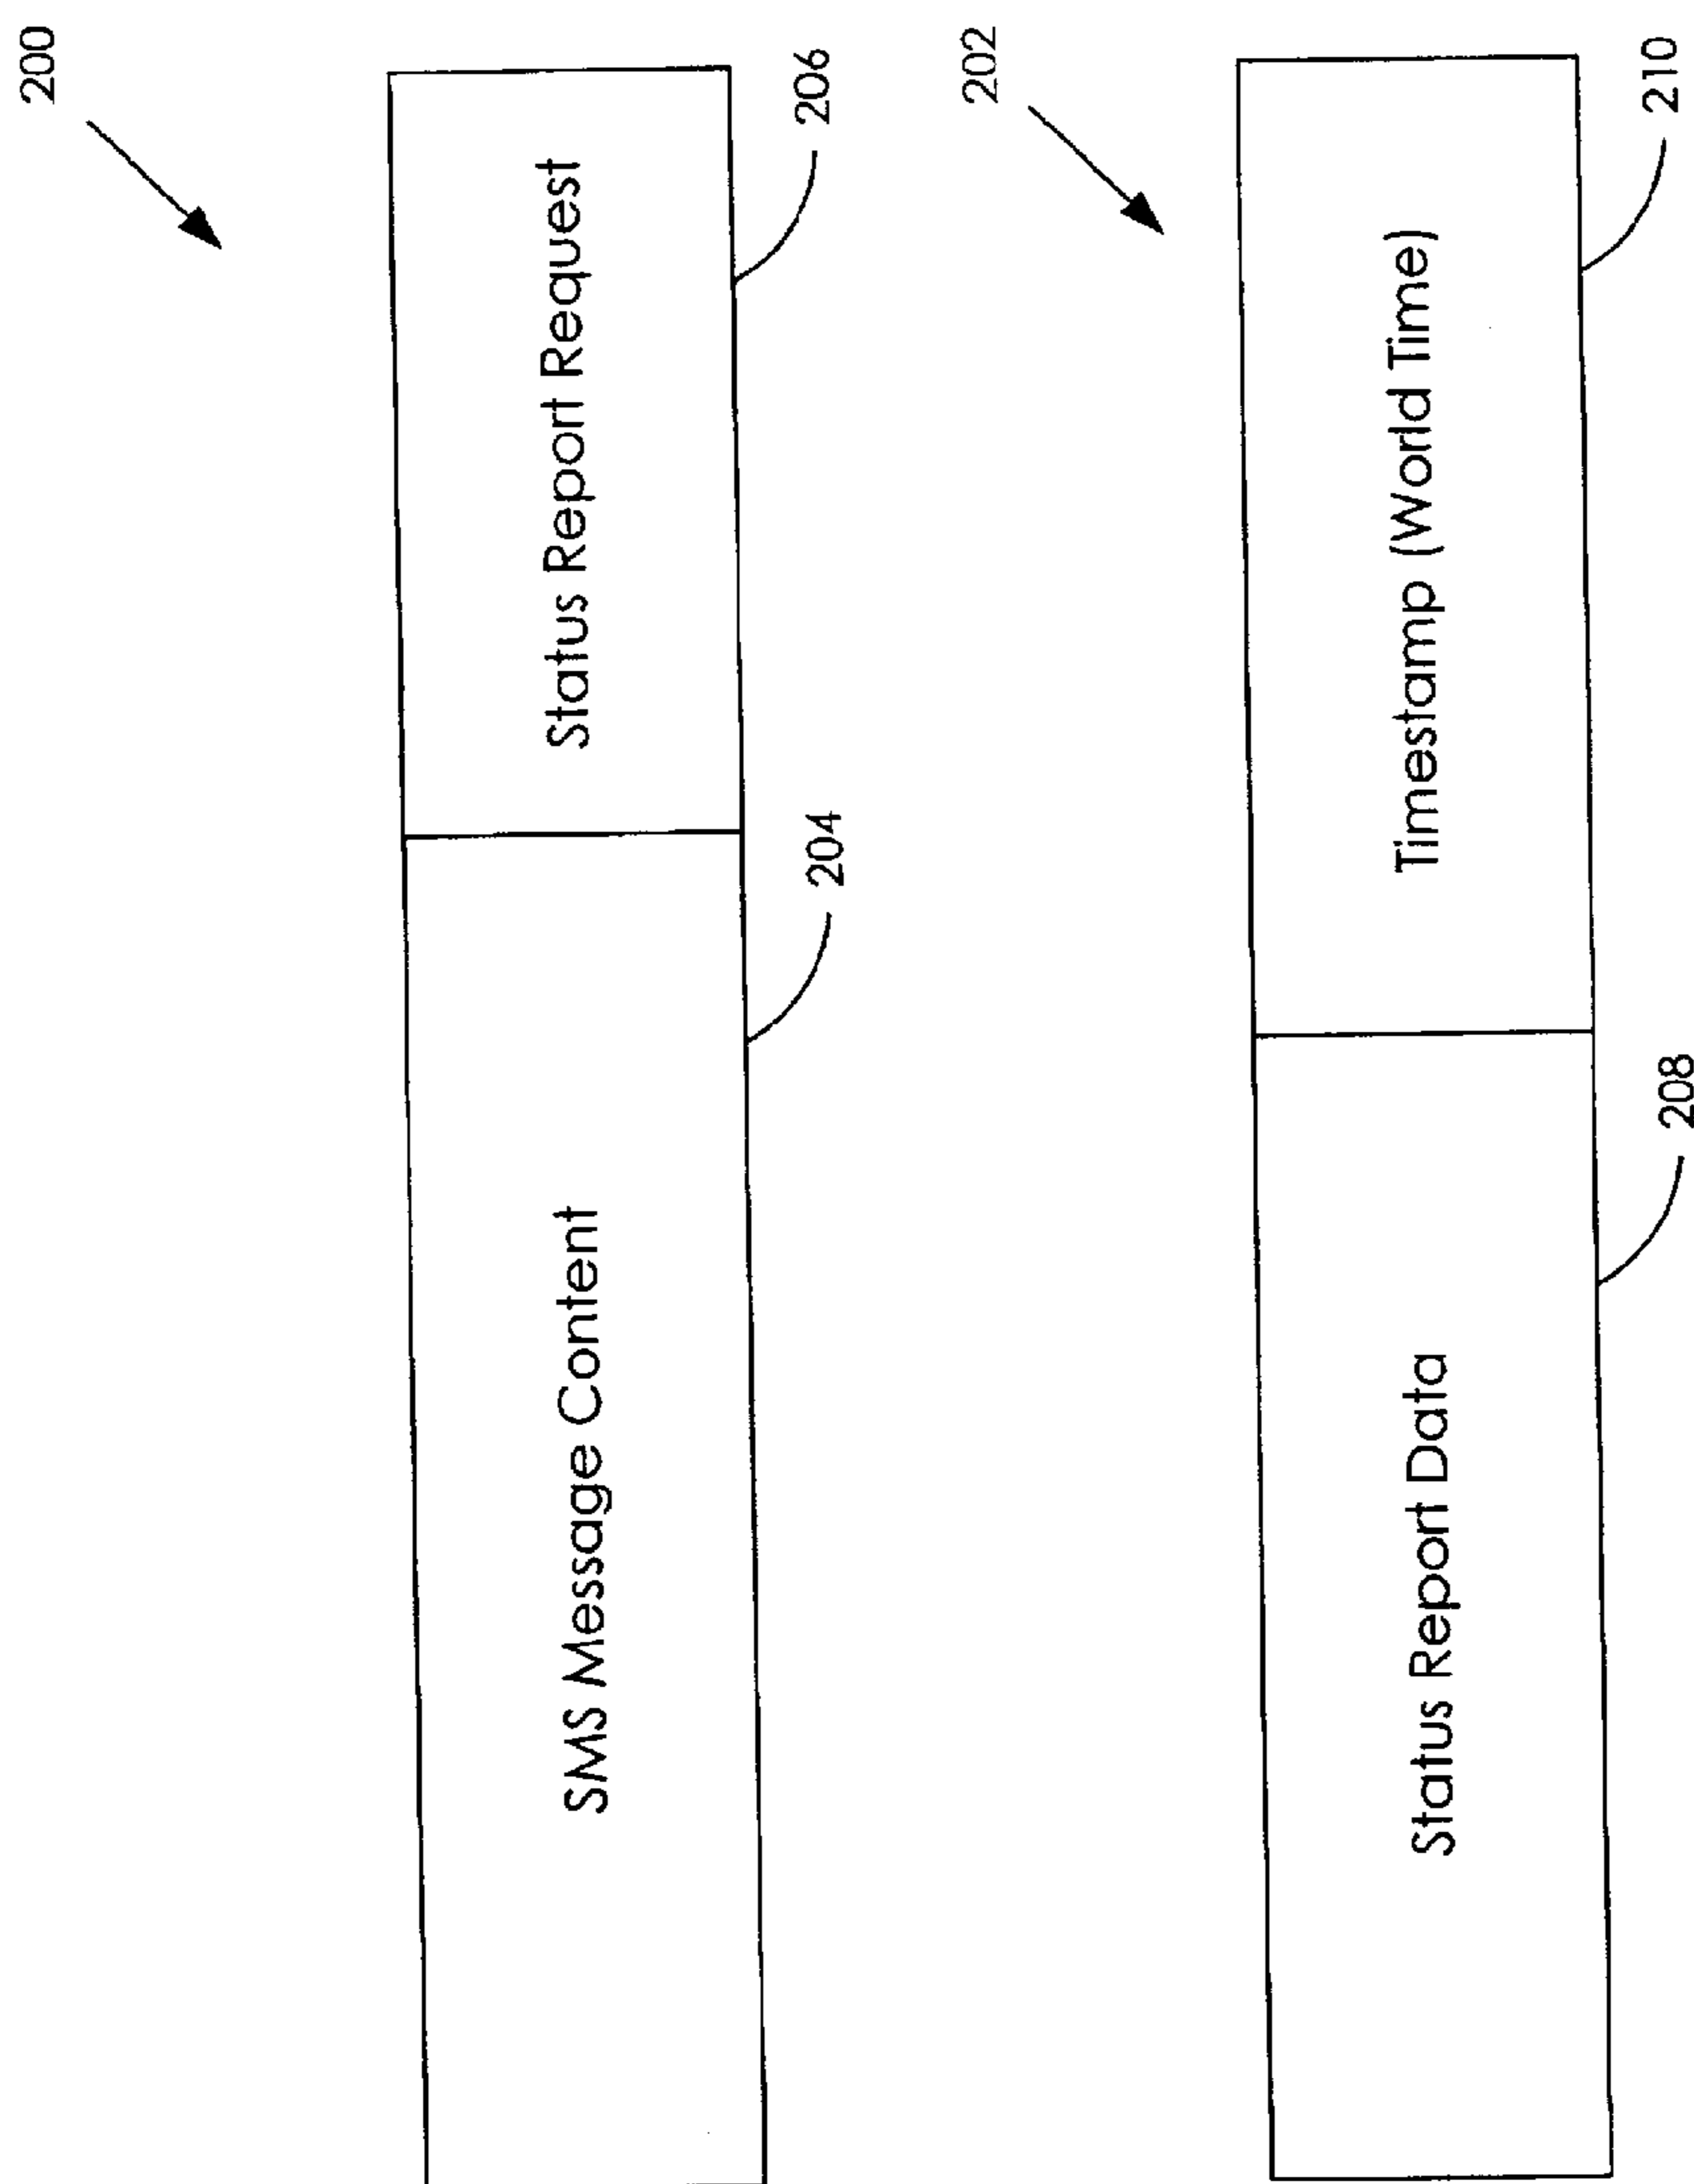 200
SMS Message Content
Status Report Request
204
206
202
Status Report Data
Timestamp (World Time)
208
210